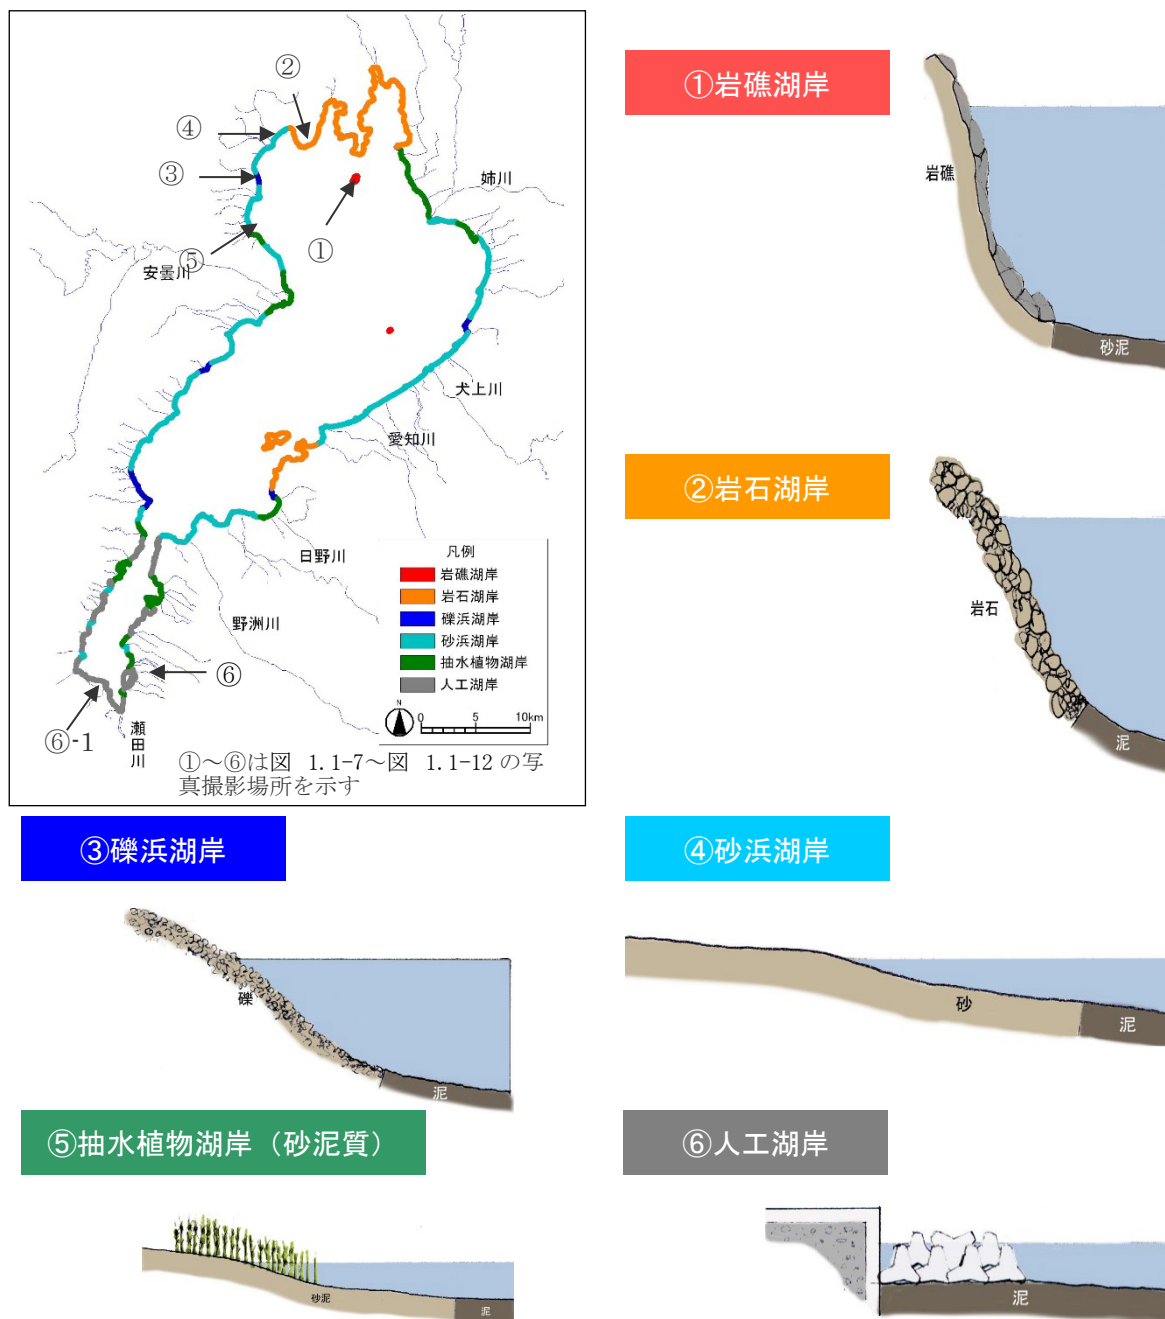 ②
④
③
姉川
①
⑤
安曇川
犬上川
愛知川
日野川
野洲川
⑥
⑥-1
瀬田川
凡例
岩礁湖岸
岩石湖岸
礫浜湖岸
砂浜湖岸
抽水植物湖岸
人工湖岸
N
0 5 10km
①～⑥は図 1.1-7～図 1.1-12 の写
真撮影場所を示す
①岩礁湖岸
岩礁
砂泥
②岩石湖岸
岩石
泥
③礫浜湖岸
礫
泥
④砂浜湖岸
砂
泥
⑤抽水植物湖岸（砂泥質）
砂泥
泥
⑥人工湖岸
泥